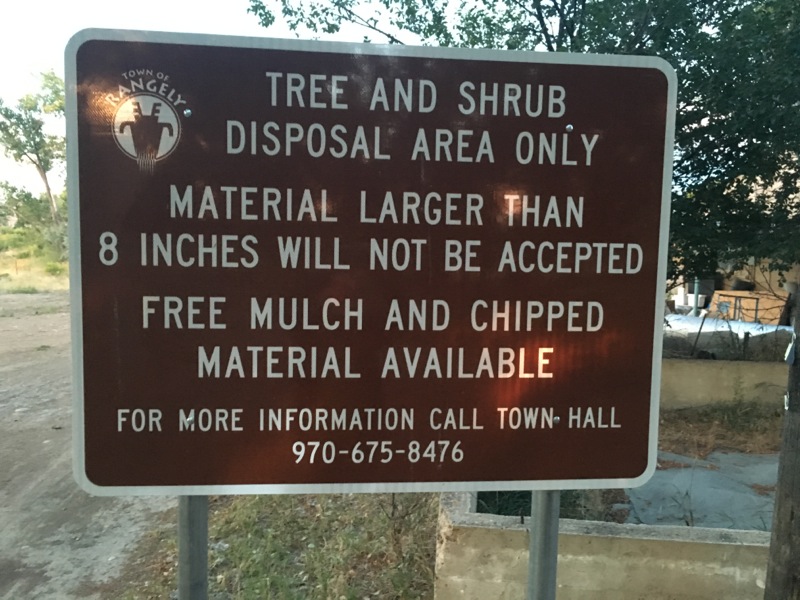 TOWN OF
RANGELY
TREE AND SHRUB
DISPOSAL AREA ONLY
MATERIAL LARGER THAN
8 INCHES WILL NOT BE ACCEPTED
FREE MULCH AND CHIPPED
MATERIAL AVAILABLE
FOR MORE INFORMATION CALL TOWN HALL
970-675-8476